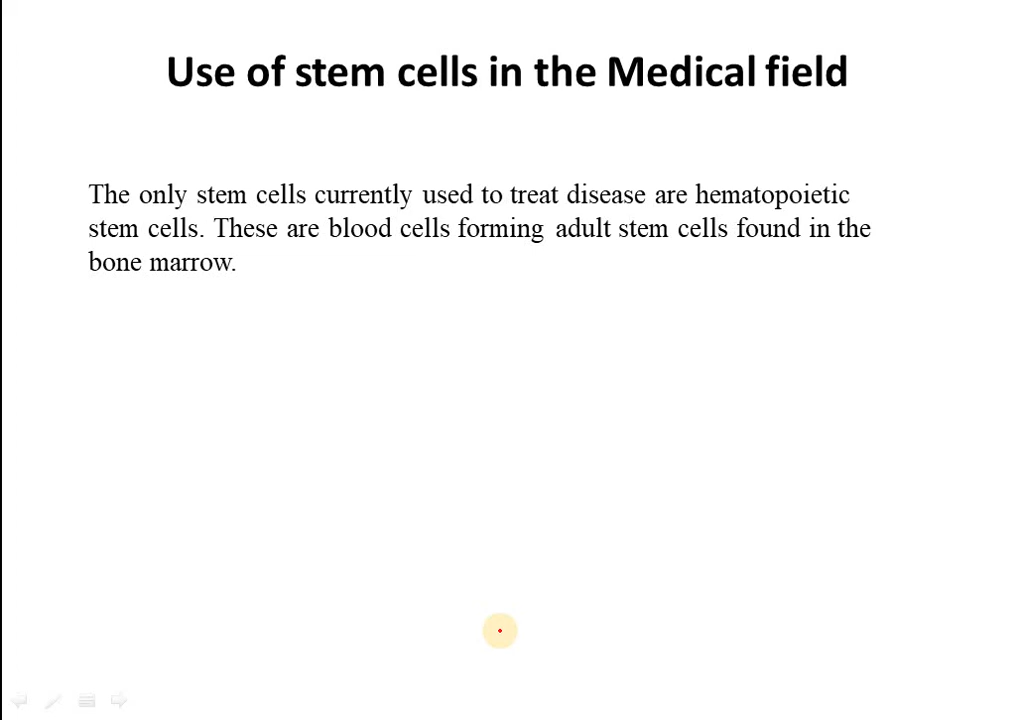 Use of stem cells in the Medical field
The only stem cells currently used to treat disease are hematopoietic
stem cells. These are blood cells forming adult stem cells found in the
bone marrow.